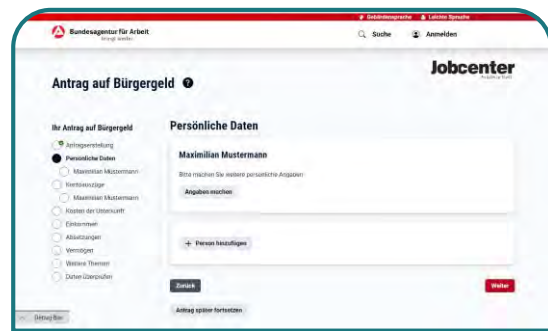 Gebärdensprache Leichte Sprache
Bundesagentur für Arbeit
bringt weiter.
Suche Anmelden
Jobcenter
Antrag auf Bürgergeld ?
Ihr Antrag auf Bürgergeld
Antragserstellung
Persönliche Daten
Maximilian Mustermann
Kontoauszüge
Maximilian Mustermann
Kosten der Unterkunft
Einkommen
Absetzungen
Vermögen
Weitere Themen
Daten überprüfen
Persönliche Daten
Maximilian Mustermann
Bitte machen Sie weitere persönliche Angaben
Angaben machen
+ Person hinzufügen
Zurück
Weiter
Antrag später fortsetzen